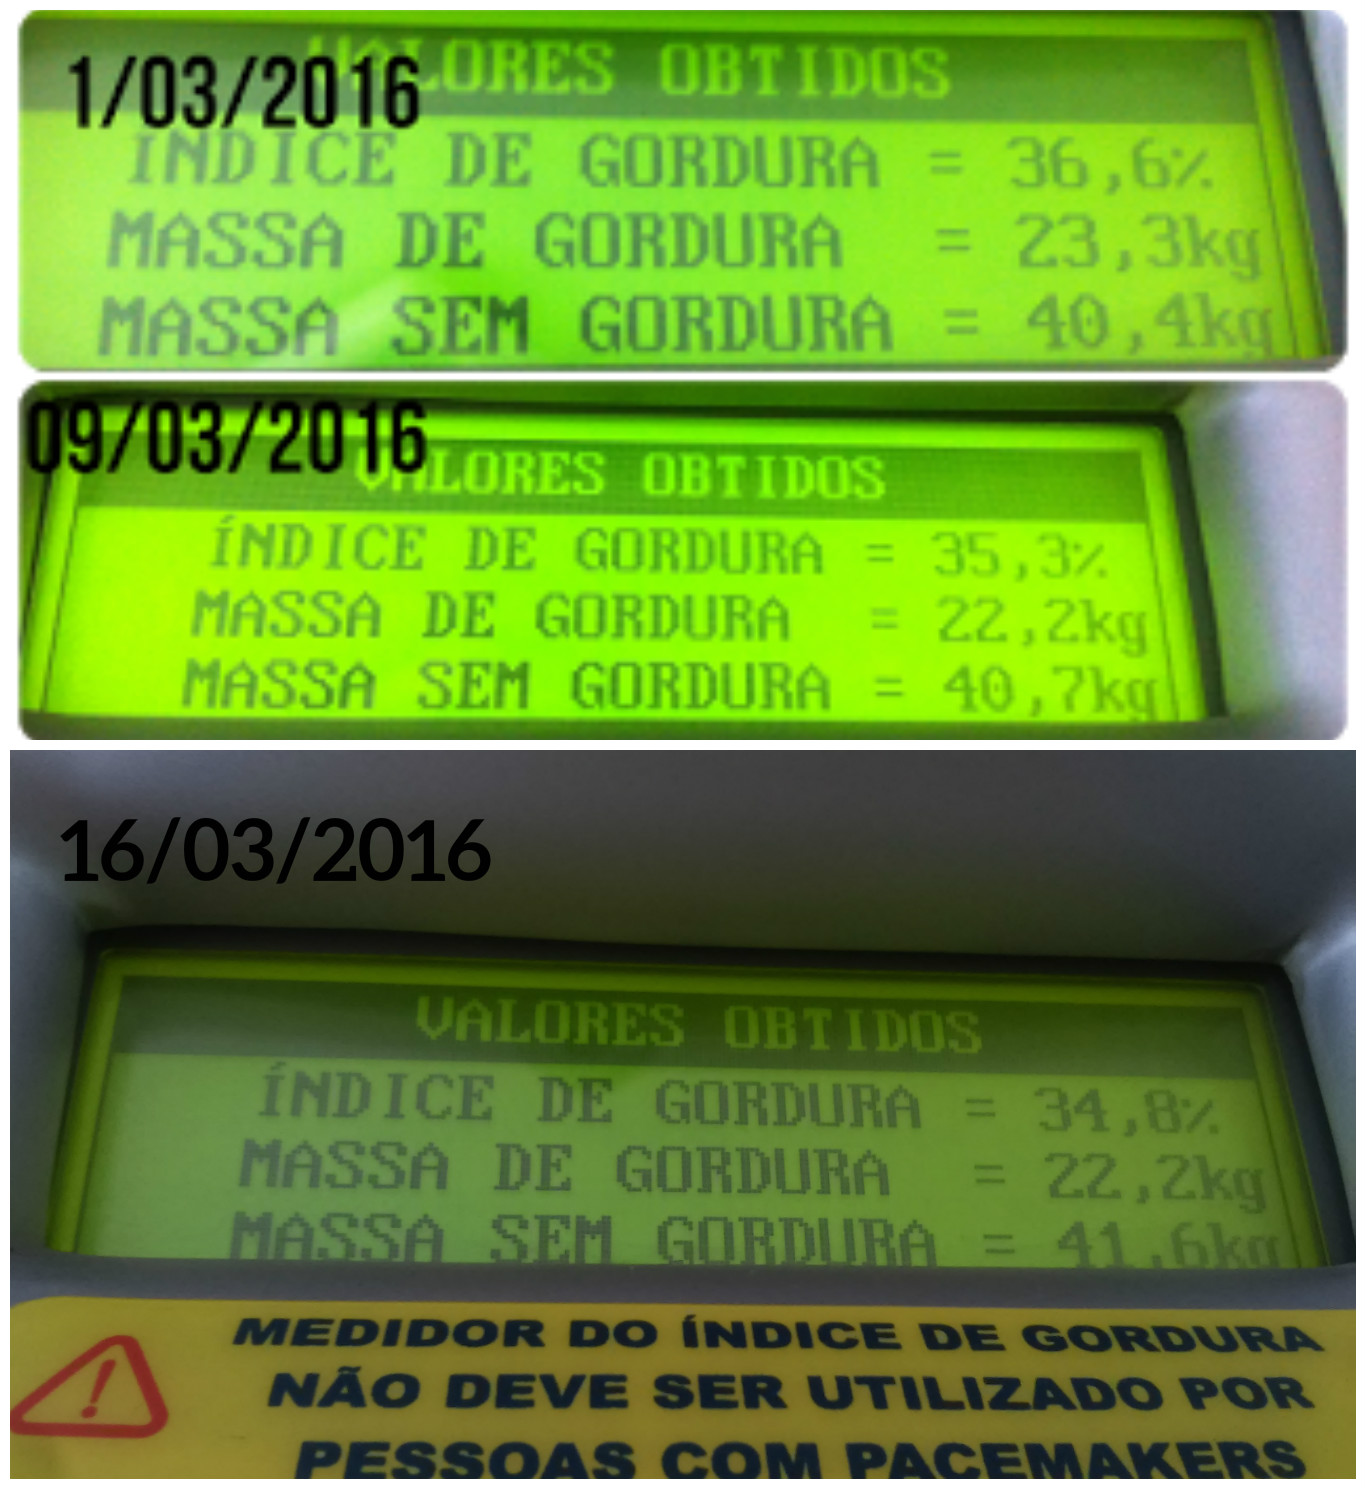 1/03/2016
VALORES OBTIDOS
ÍNDICE DE GORDURA = 36,6%
MASSA DE GORDURA = 23,3kg
MASSA SEM GORDURA = 40,4kg
09/03/2016
VALORES OBTIDOS
ÍNDICE DE GORDURA = 35,3%
MASSA DE GORDURA = 22,2kg
MASSA SEM GORDURA = 40,7kg
16/03/2016
VALORES OBTIDOS
ÍNDICE DE GORDURA = 34,8%
MASSA DE GORDURA = 22,2kg
MASSA SEM GORDURA = 41,6kg
MEDIDOR DO ÍNDICE DE GORDURA
NÃO DEVE SER UTILIZADO POR
PESSOAS COM PACEMAKERS